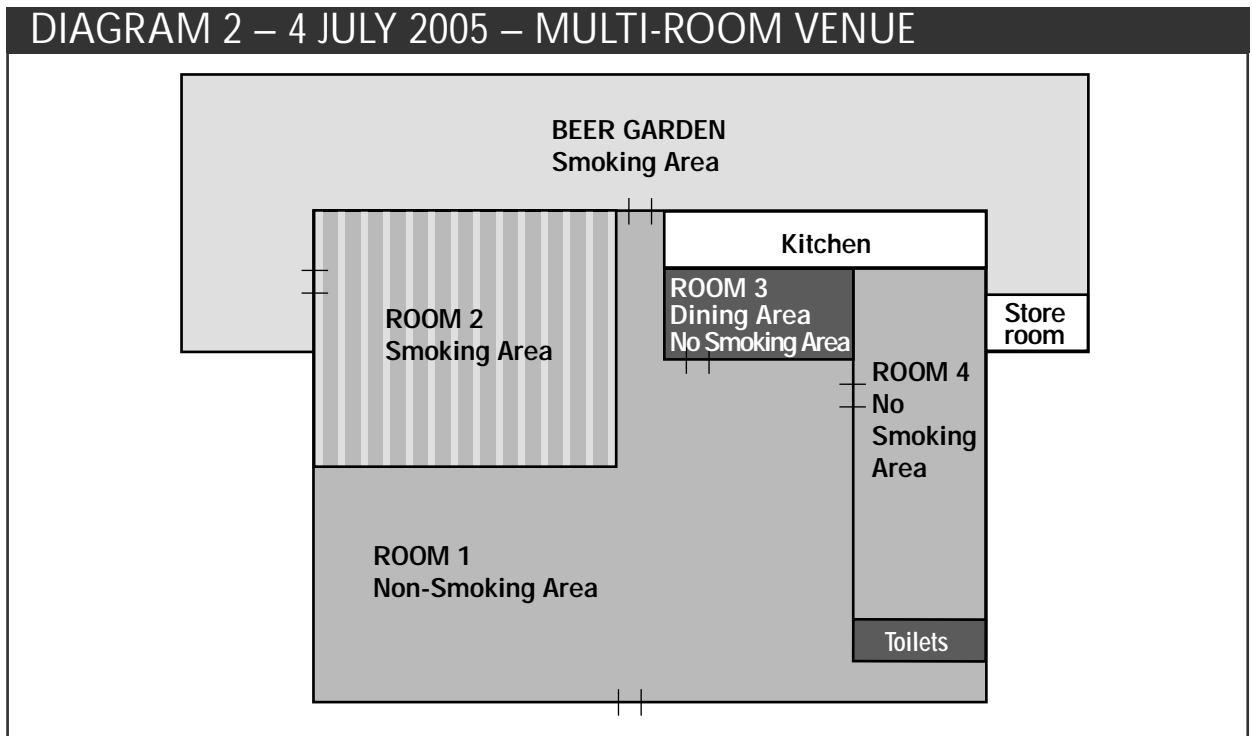 DIAGRAM 2 – 4 JULY 2005 – MULTI-ROOM VENUE
BEER GARDEN
Smoking Area
Kitchen
ROOM 3
Dining Area
No Smoking Area
Store
room
ROOM 2
Smoking Area
ROOM 4
No
Smoking
Area
ROOM 1
Non-Smoking Area
Toilets